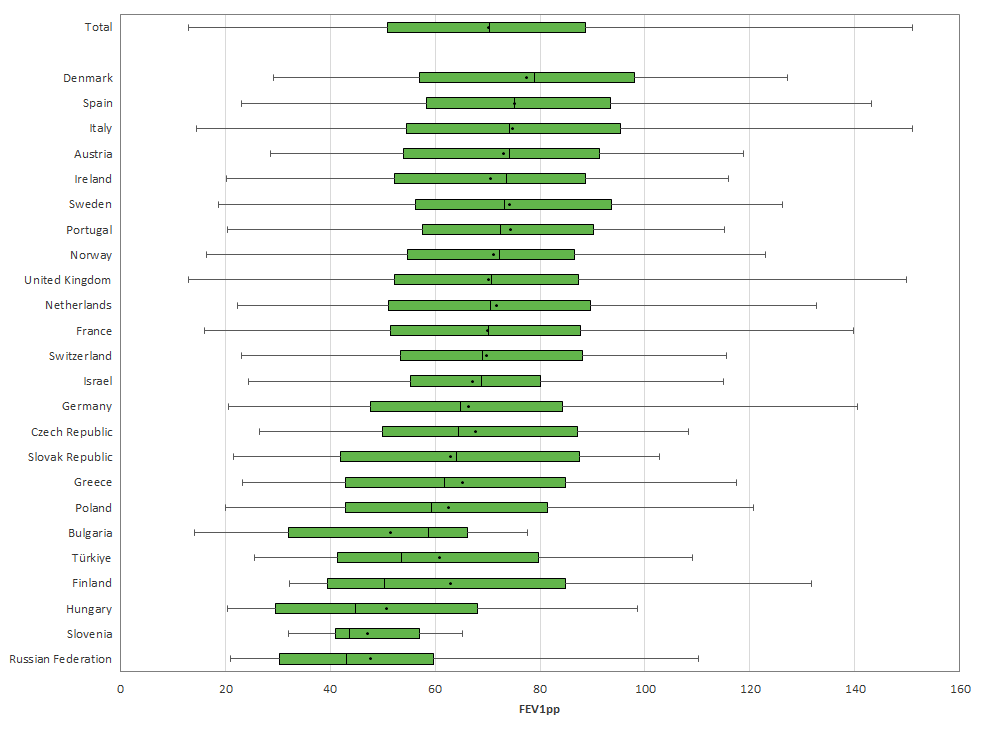 Total
Denmark
Spain
Italy
Austria
Ireland
Sweden
Portugal
Norway
United Kingdom
Netherlands
France
Switzerland
Israel
Germany
Czech Republic
Slovak Republic
Greece
Poland
Bulgaria
Türkiye
Finland
Hungary
Slovenia
Russian Federation
0 20 40 60 80 100 120 140 160
FEV1pp